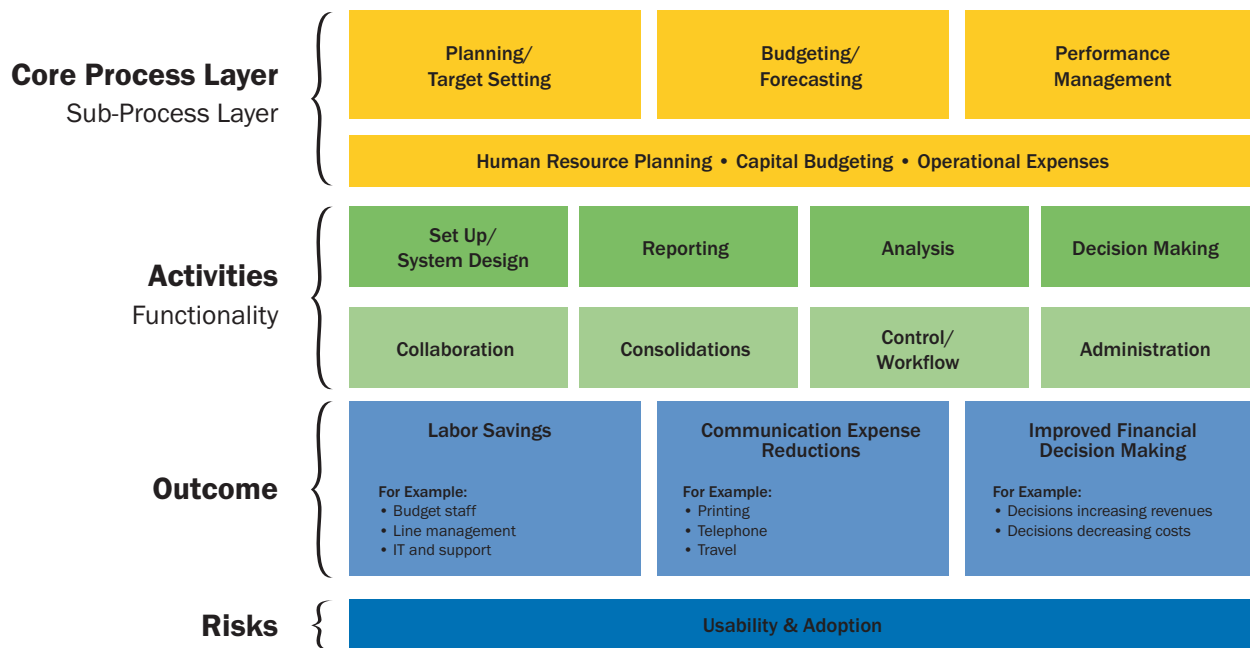 Core Process Layer
Sub-Process Layer
Planning/
Target Setting
Budgeting/
Forecasting
Performance
Management
Human Resource Planning • Capital Budgeting • Operational Expenses
Activities
Functionality
Set Up/
System Design
Reporting
Analysis
Decision Making
Collaboration
Consolidations
Control/
Workflow
Administration
Outcome
Labor Savings
For Example:
• Budget staff
• Line management
• IT and support
Communication Expense
Reductions
For Example:
• Printing
• Telephone
• Travel
Improved Financial
Decision Making
For Example:
• Decisions increasing revenues
• Decisions decreasing costs
Risks
Usability & Adoption